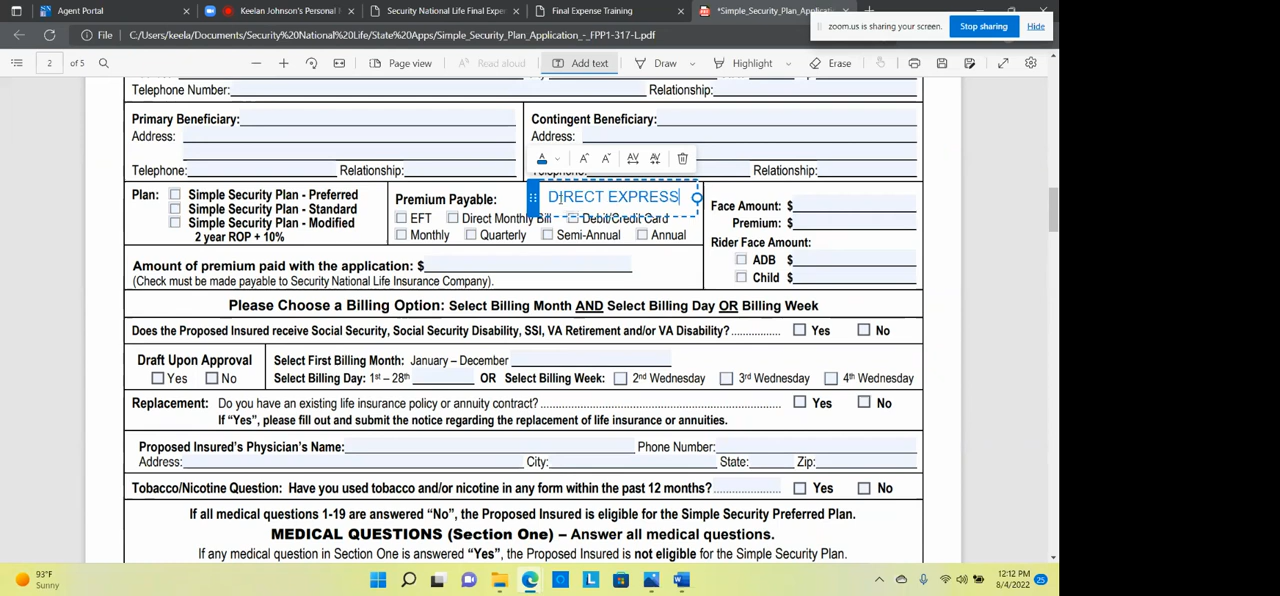 Agent Portal
Keelan Johnson's Personal M
Security National Life Final Exper
Final Expense Training
*Simple_Security_Plan_Applicatio
zoom.us is sharing your screen.
Stop sharing
Hide
File
C:/Users/keela/Documents/Security%20National%20Life/State%20Apps/Simple_Security_Plan_Application_-_FPP1-317-L.pdf
2 of 5
Page view
Read aloud
Add text
Draw
Highlight
Erase
Telephone Number:
Relationship:
Primary Beneficiary:
Contingent Beneficiary:
Address:
Address:
Telephone:
Relationship:
Relationship:
DIRECT EXPRESS
Plan:
Simple Security Plan - Preferred
Simple Security Plan - Standard
Simple Security Plan - Modified
2 year ROP + 10%
Premium Payable:
EFT
Direct Monthly Bill
Debit/Credit Card
Monthly
Quarterly
Semi-Annual
Annual
Face Amount: $
Premium: $
Rider Face Amount:
ADB $
Child $
Amount of premium paid with the application: $
(Check must be made payable to Security National Life Insurance Company).
Please Choose a Billing Option: Select Billing Month AND Select Billing Day OR Billing Week
Does the Proposed Insured receive Social Security, Social Security Disability, SSI, VA Retirement and/or VA Disability?
Yes
No
Draft Upon Approval
Yes
No
Select First Billing Month: January – December
Select Billing Day: 1st – 28th
OR Select Billing Week:
2nd Wednesday
3rd Wednesday
4th Wednesday
Replacement: Do you have an existing life insurance policy or annuity contract?
Yes
No
If "Yes", please fill out and submit the notice regarding the replacement of life insurance or annuities.
Proposed Insured's Physician's Name:
Phone Number:
Address:
City:
State:
Zip:
Tobacco/Nicotine Question: Have you used tobacco and/or nicotine in any form within the past 12 months?
Yes
No
If all medical questions 1-19 are answered "No", the Proposed Insured is eligible for the Simple Security Preferred Plan.
MEDICAL QUESTIONS (Section One) – Answer all medical questions.
If any medical question in Section One is answered "Yes", the Proposed Insured is not eligible for the Simple Security Plan.
93°F
Sunny
12:12 PM
8/4/2022
25